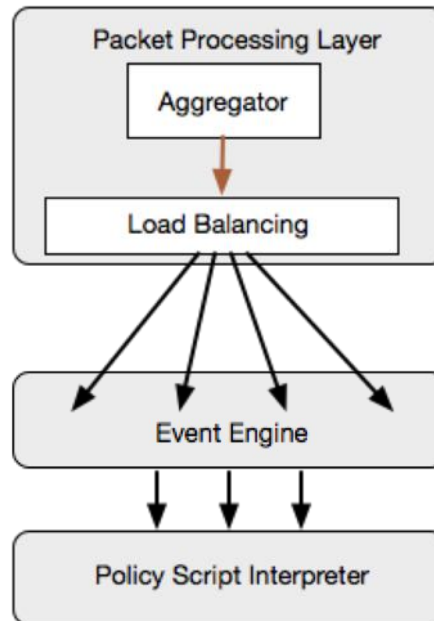 Packet Processing Layer
Aggregator
Load Balancing
Event Engine
Policy Script Interpreter